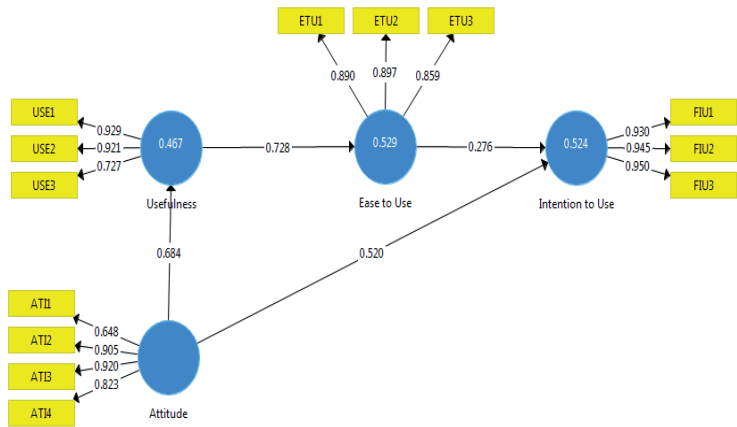 ETU1
ETU2
ETU3
0.890
0.897
0.859
USE1
USE2
USE3
0.929
0.921
0.727
0.467
Usefulness
0.728
0.529
Ease to Use
0.276
0.524
Intention to Use
0.930
0.945
0.950
FIU1
FIU2
FIU3
0.684
0.520
ATI1
ATI2
ATI3
ATI4
0.648
0.905
0.920
0.823
Attitude